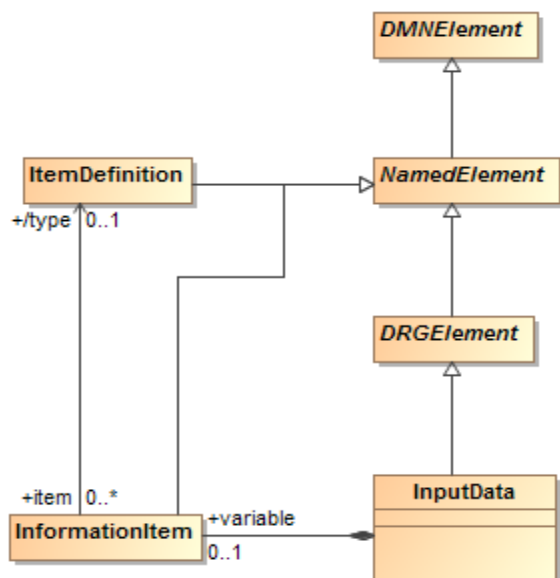 DMNElement
ItemDefinition
NamedElement
+/type 0..1
DRGElement
+item 0..*
InputData
InformationItem
+variable
0..1